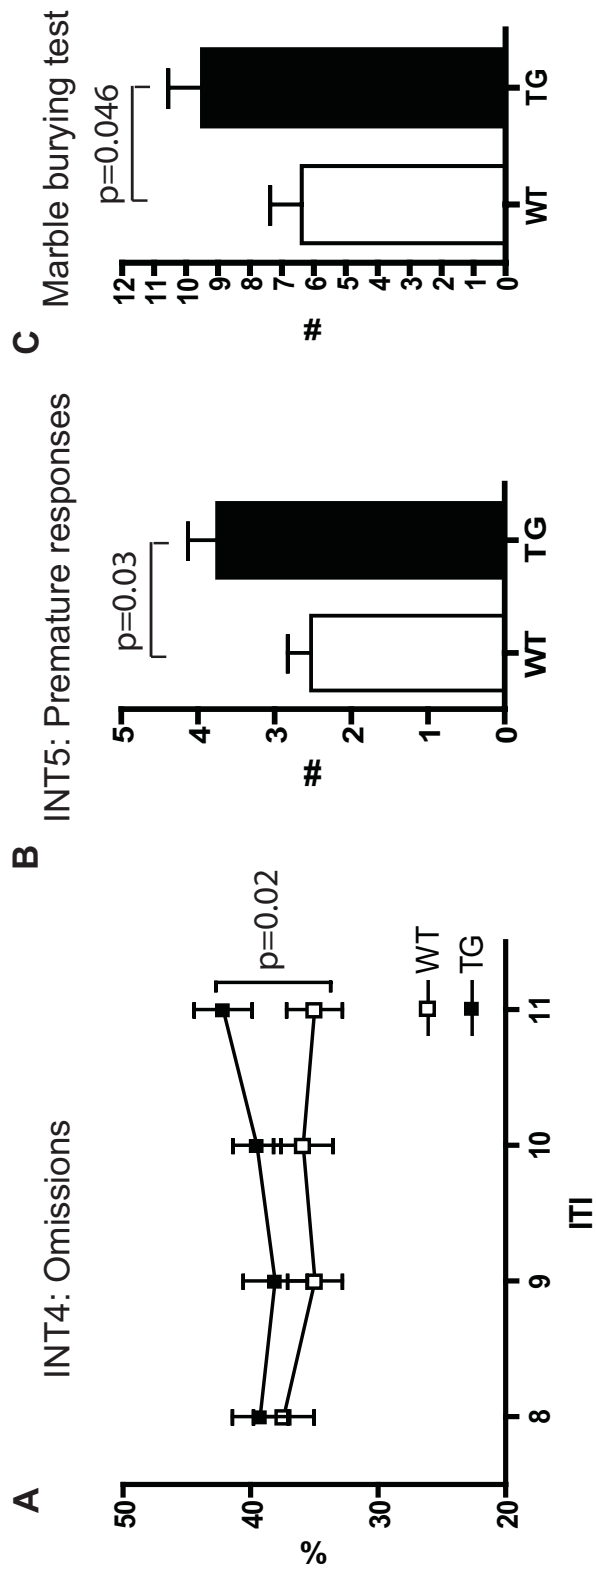 A
INT4: Omissions
%
50
40
30
20
8
9
10
11
ITI
p=0.02
WT
TG
B
INT5: Premature responses
#
5
4
3
2
1
0
p=0.03
WT
TG
C
Marble burying test
#
12
11
10
9
8
7
6
5
4
3
2
1
0
p=0.046
WT
TG